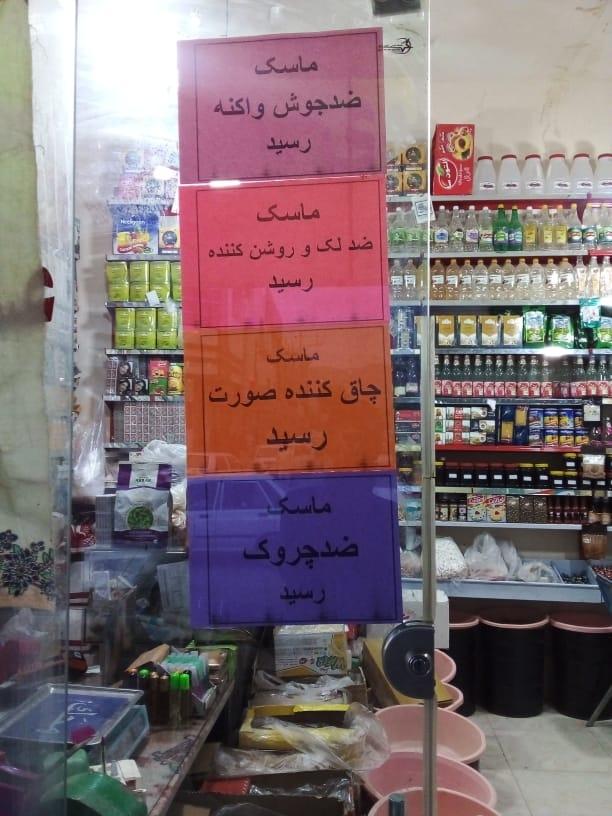 ماسک
ضدجوش واکنه
رسید
ماسک
ضد لک و روشن کننده
رسید
ماسک
چاق کننده صورت
رسید
ماسک
ضدچروک
رسید